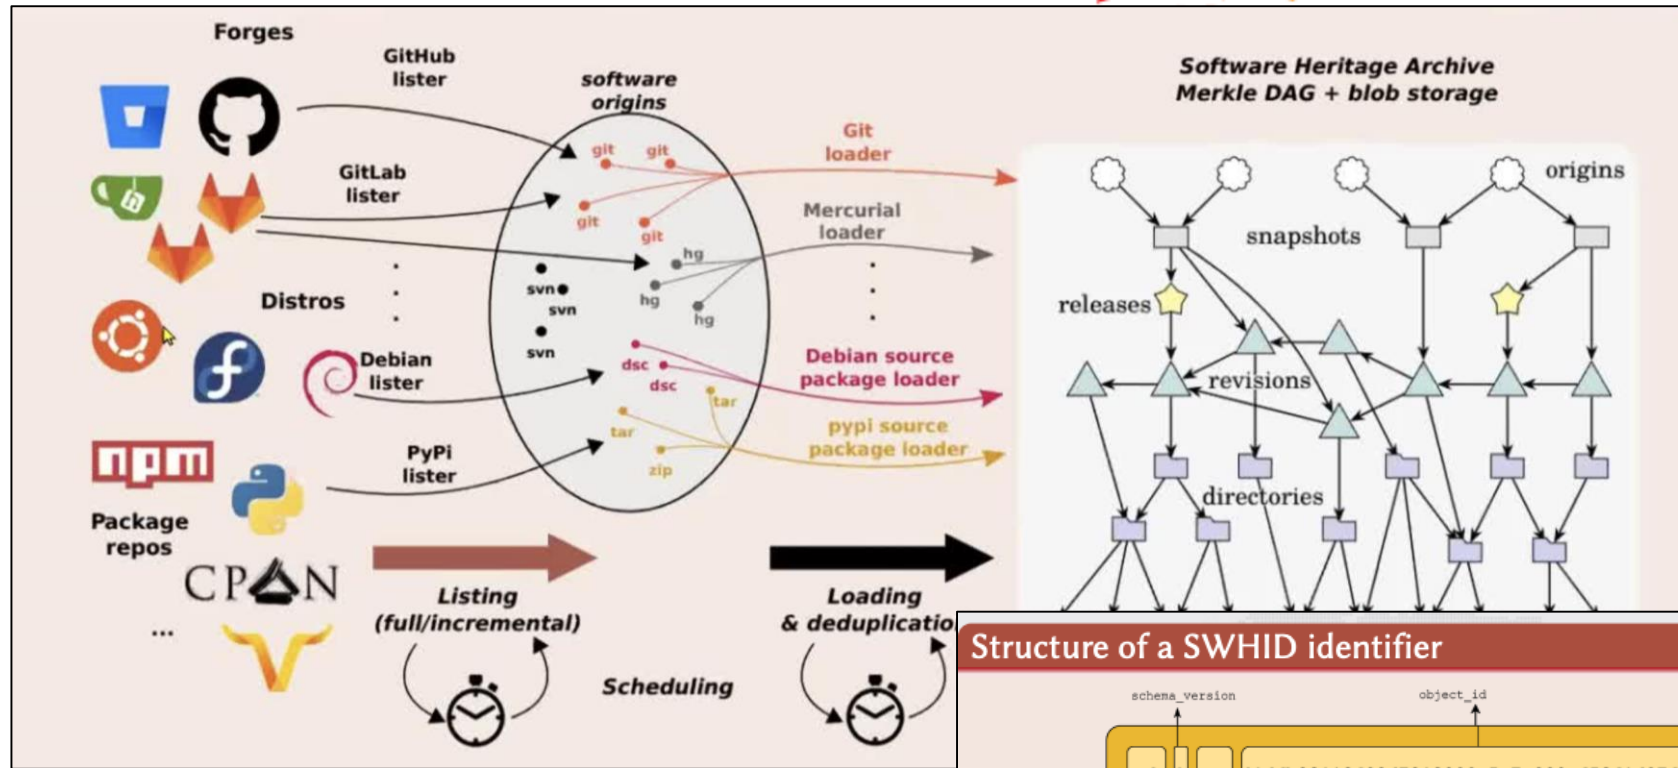 Forges
GitHub
lister
software
origins
Software Heritage Archive
Merkle DAG + blob storage
git
git
Git
loader
origins
GitLab
lister
git
git
Mercurial
loader
snapshots
hg
svn
svn
hg
hg
Distros
releases
svn
Debian
lister
dsc
dsc
Debian source
package loader
revisions
tar
tar
pypi source
package loader
npm
PyPi
lister
zip
directories
Package
repos
CPAN
Listing
(full/incremental)
Loading
& deduplicatio
...
Scheduling
Structure of a SWHID identifier
schema_version
object_id